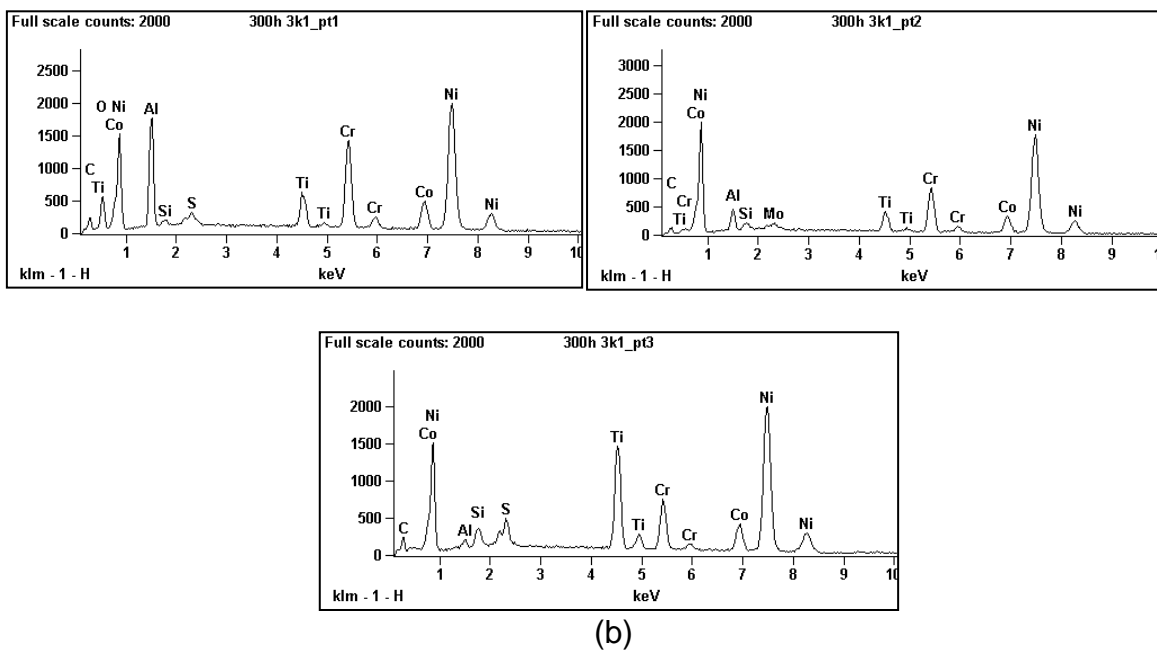 Full scale counts: 2000 300h 3k1_pt1
2500
2000
1500
1000
500
0
O Ni
Co
C
Ti
Al
Si
S
Ti
Ti
Cr
Cr
Co
Ni
Ni
1 2 3 4 5 6 7 8 9 10
klm - 1 - H
keV
Full scale counts: 2000 300h 3k1_pt2
3000
2500
2000
1500
1000
500
0
Ni
Co
C
Cr
Ti
Al
Si
Mo
Ti
Ti
Cr
Cr
Co
Ni
Ni
1 2 3 4 5 6 7 8 9 1
klm - 1 - H
keV
Full scale counts: 2000 300h 3k1_pt3
2000
1500
1000
500
0
Ni
Co
C
Al
Si
S
Ti
Ti
Cr
Cr
Co
Ni
Ni
1 2 3 4 5 6 7 8 9 10
klm - 1 - H
keV
(b)